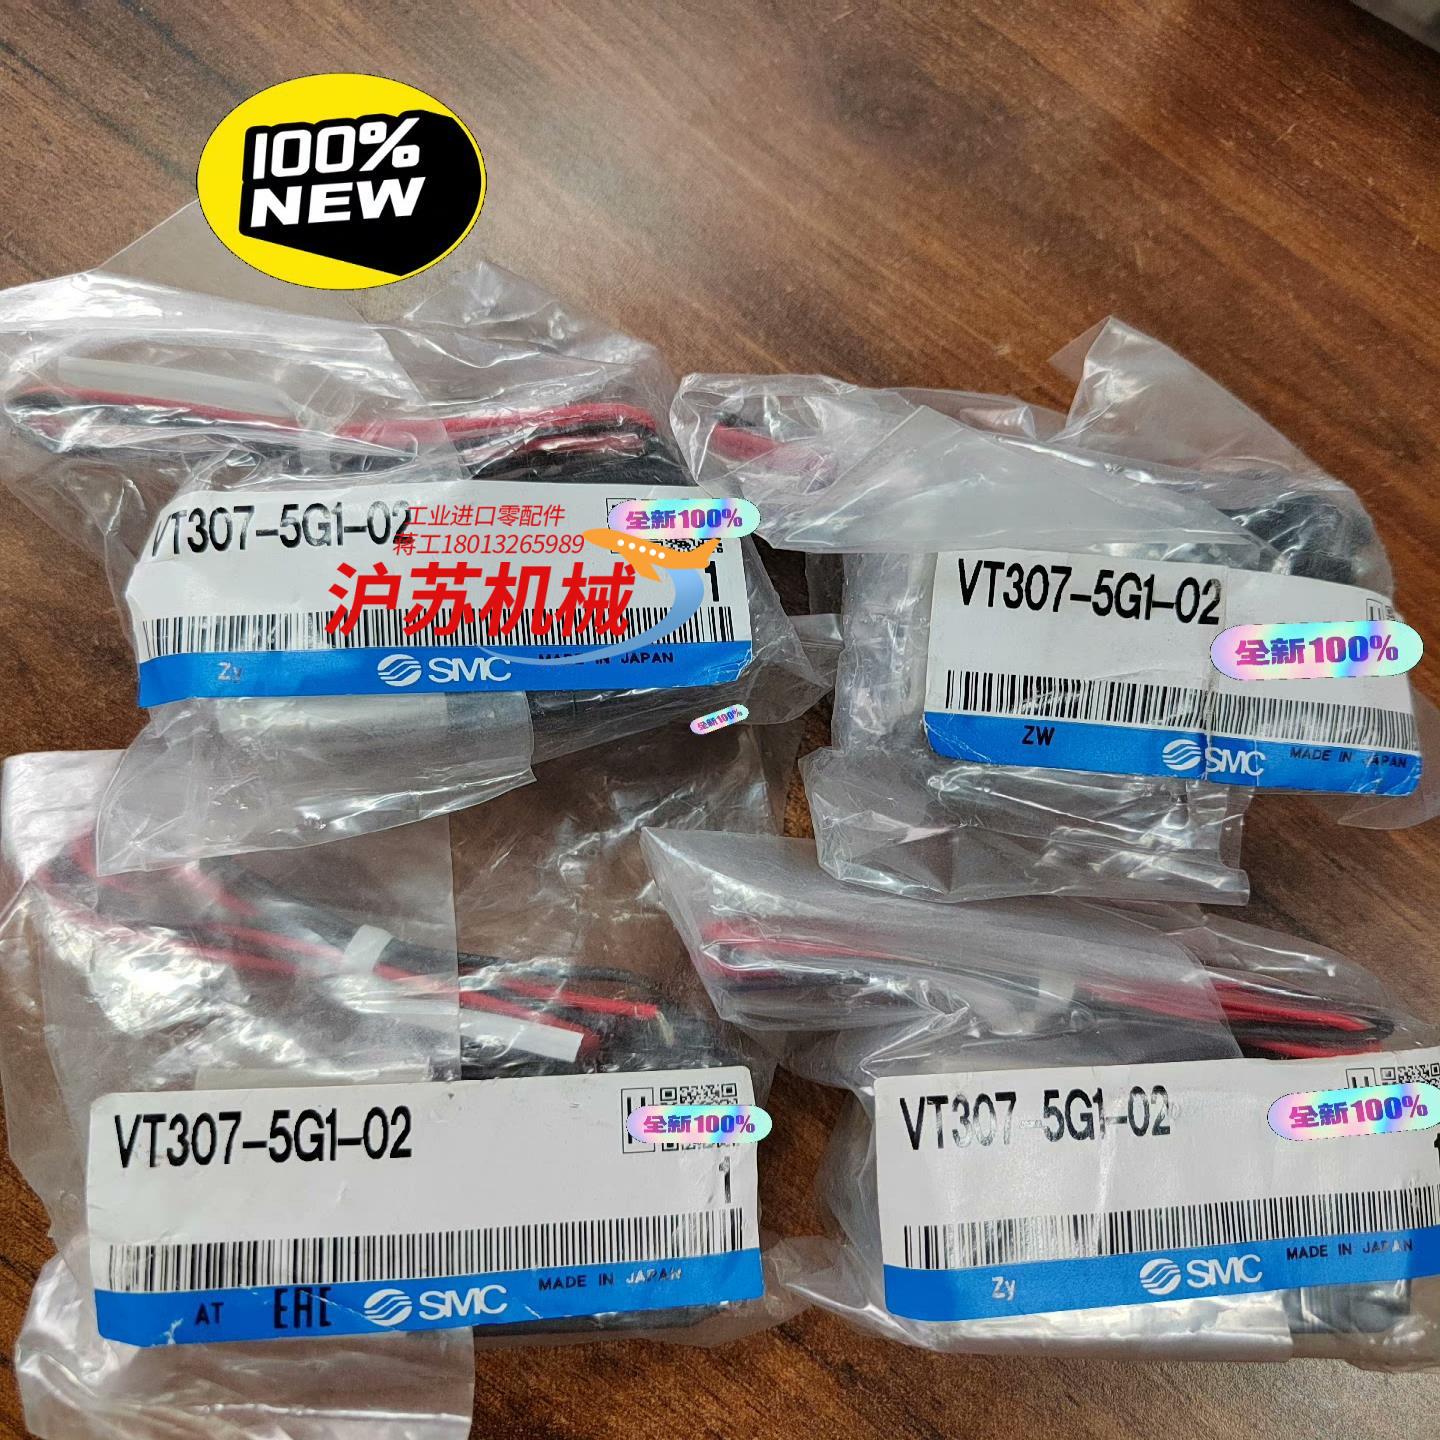 100%
NEW
VT307-5G1-02
工业进口零配件
蒋工18013265989
全新100%
沪苏机械
1
Zy
SMC
MADE IN JAPAN
全新100%
VT307-5G1-02
全新100%
ZW
SMC
MADE IN JAPAN
VT307-5G1-02
全新100%
1
AT
EAC
SMC
MADE IN JAPAN
VT307-5G1-02
全新100%
Zy
SMC
MADE IN JAPAN